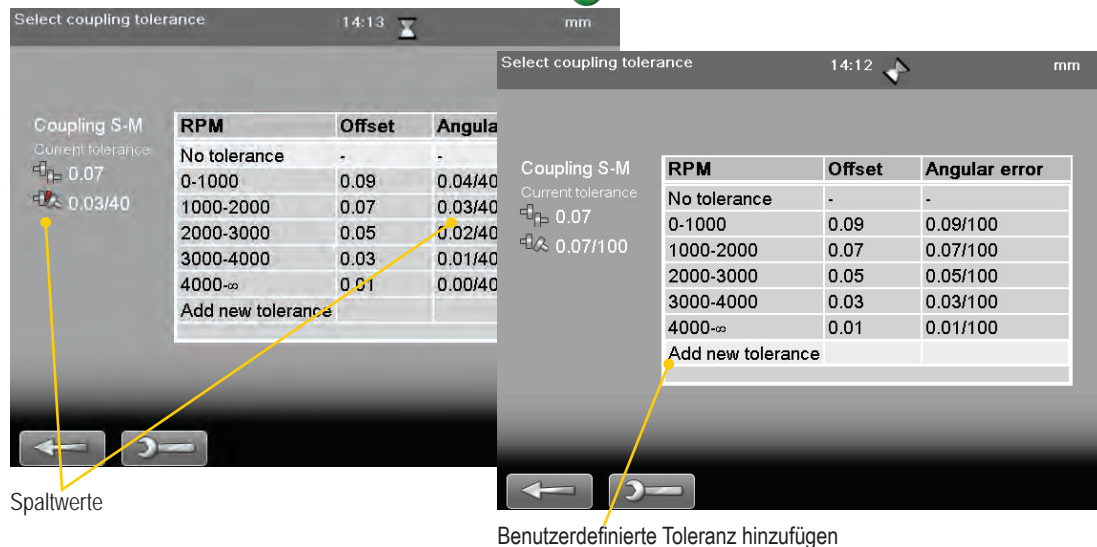 Select coupling tolerance 14:13 mm
Coupling S-M
Current tolerance
0.07
0.03/40
RPM Offset Angula
No tolerance - -
0-1000 0.09 0.04/40
1000-2000 0.07 0.03/40
2000-3000 0.05 0.02/40
3000-4000 0.03 0.01/40
4000-∞ 0.01 0.00/40
Add new tolerance
Spaltwerte
Select coupling tolerance 14:12 mm
Coupling S-M
Current tolerance
0.07
0.07/100
RPM Offset Angular error
No tolerance - -
0-1000 0.09 0.09/100
1000-2000 0.07 0.07/100
2000-3000 0.05 0.05/100
3000-4000 0.03 0.03/100
4000-∞ 0.01 0.01/100
Add new tolerance
Benutzerdefinierte Toleranz hinzufügen